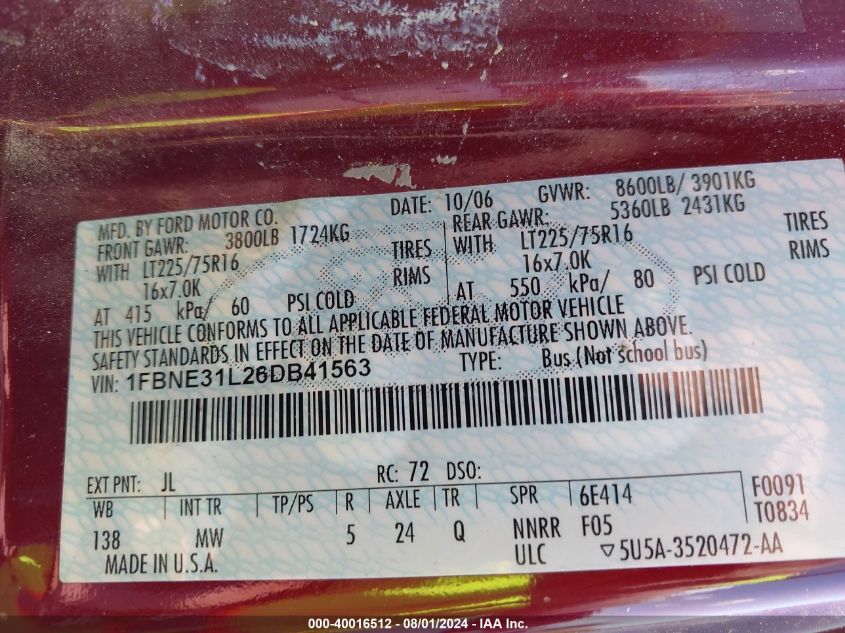 MFD. BY FORD MOTOR CO. DATE: 10/06 GVWR: 8600LB/ 3901KG
FRONT GAWR: 3800LB 1724KG REAR GAWR: 5360LB 2431KG
WITH LT225/75R16 TIRES WITH LT225/75R16 TIRES
16x7.0K RIMS 16x7.0K RIMS
AT 415 kPa/ 60 PSI COLD AT 550 kPa/ 80 PSI COLD
THIS VEHICLE CONFORMS TO ALL APPLICABLE FEDERAL MOTOR VEHICLE
SAFETY STANDARDS IN EFFECT ON THE DATE OF MANUFACTURE SHOWN ABOVE.
VIN: 1FBNE31L26DB41563 TYPE: Bus (Not school bus)
EXT PNT: JL RC: 72 DSO:
WB INT TR TP/PS R AXLE TR SPR 6E414 F0091
138 MW 5 24 Q NNRR F05 T0834
MADE IN U.S.A. ULC 5U5A-3520472-AA
000-40016512 - 08/01/2024 - IAA Inc.